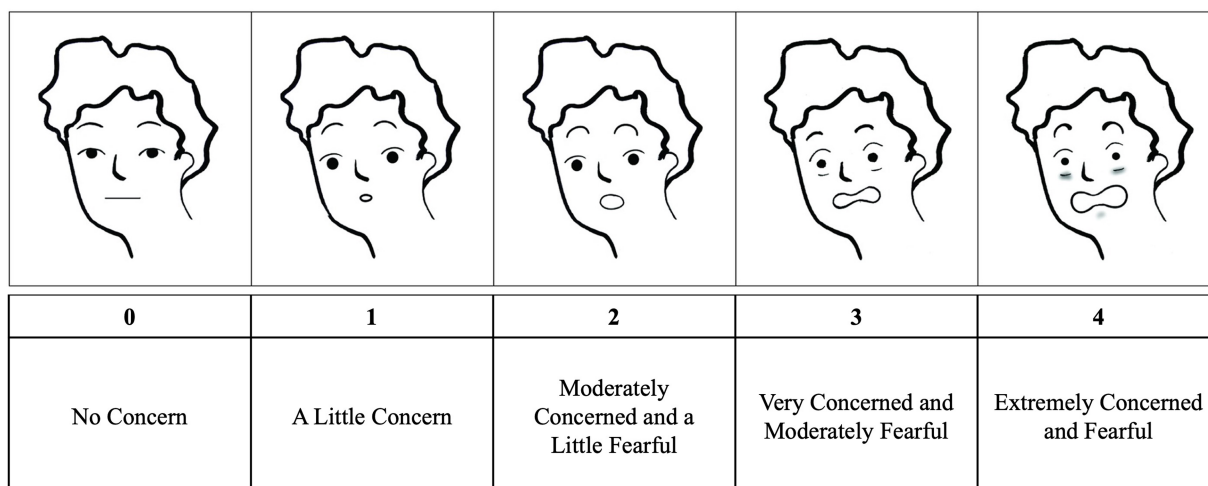 0
1
2
3
4
No Concern
A Little Concern
Moderately
Concerned and a
Little Fearful
Very Concerned and
Moderately Fearful
Extremely Concerned
and Fearful